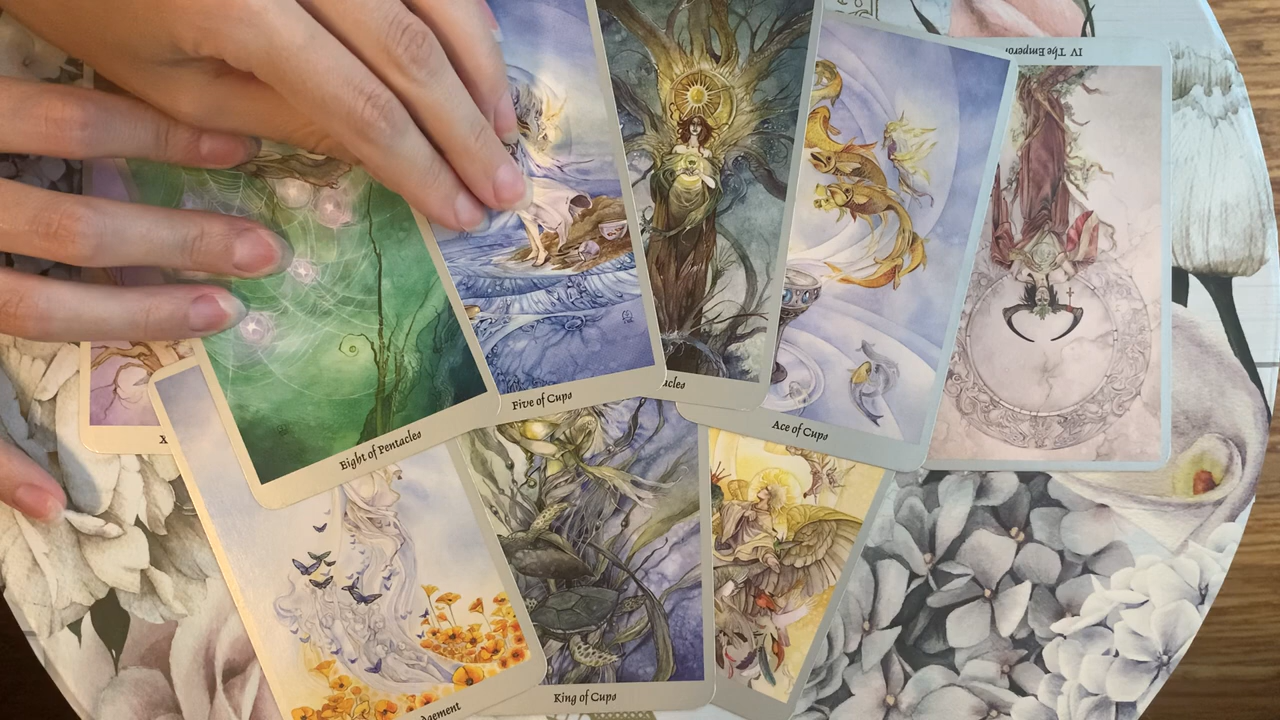 IV The Emperor
Five of Cups
Ace of Cups
Eight of Pentacles
King of Cups